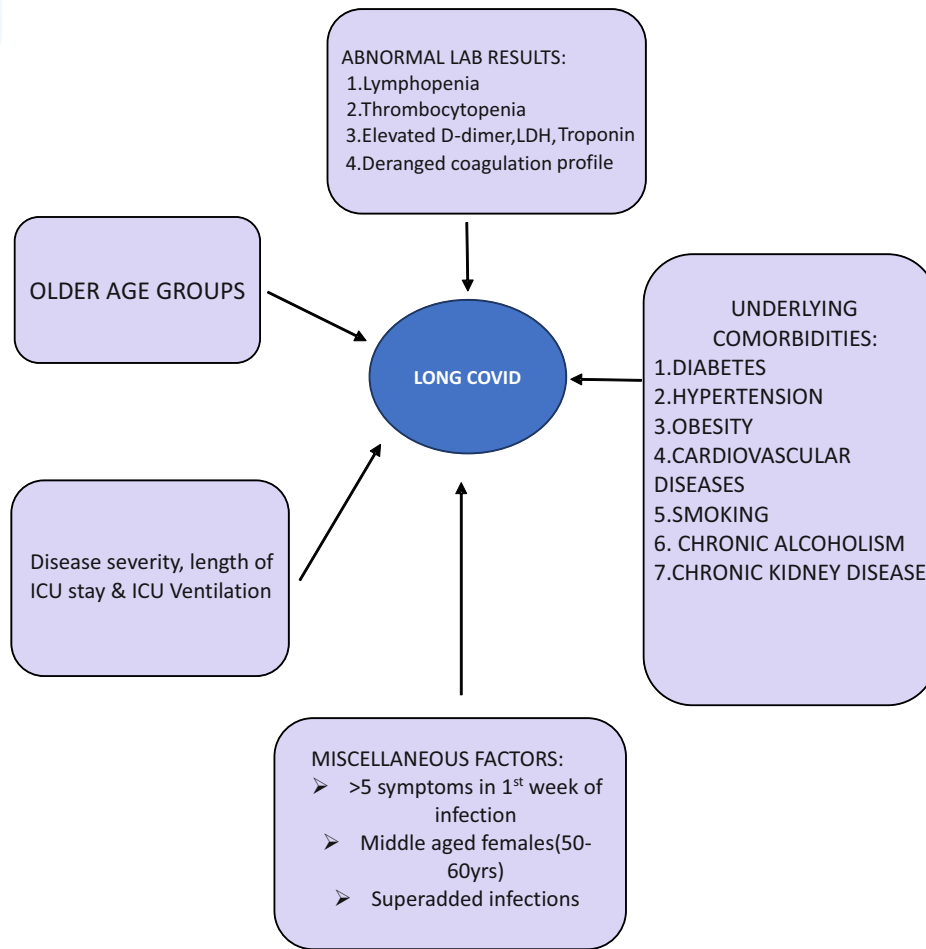 ABNORMAL LAB RESULTS:
1.Lymphopenia
2.Thrombocytopenia
3.Elevated D-dimer,LDH,Troponin
4.Deranged coagulation profile
OLDER AGE GROUPS
LONG COVID
UNDERLYING
COMORBIDITIES:
1.DIABETES
2.HYPERTENSION
3.OBESITY
4.CARDIOVASCULAR
DISEASES
5.SMOKING
6. CHRONIC ALCOHOLISM
7.CHRONIC KIDNEY DISEASE
Disease severity, length of
ICU stay & ICU Ventilation
MISCELLANEOUS FACTORS:
➢ >5 symptoms in 1st week of
infection
➢ Middle aged females(50-
60yrs)
➢ Superadded infections